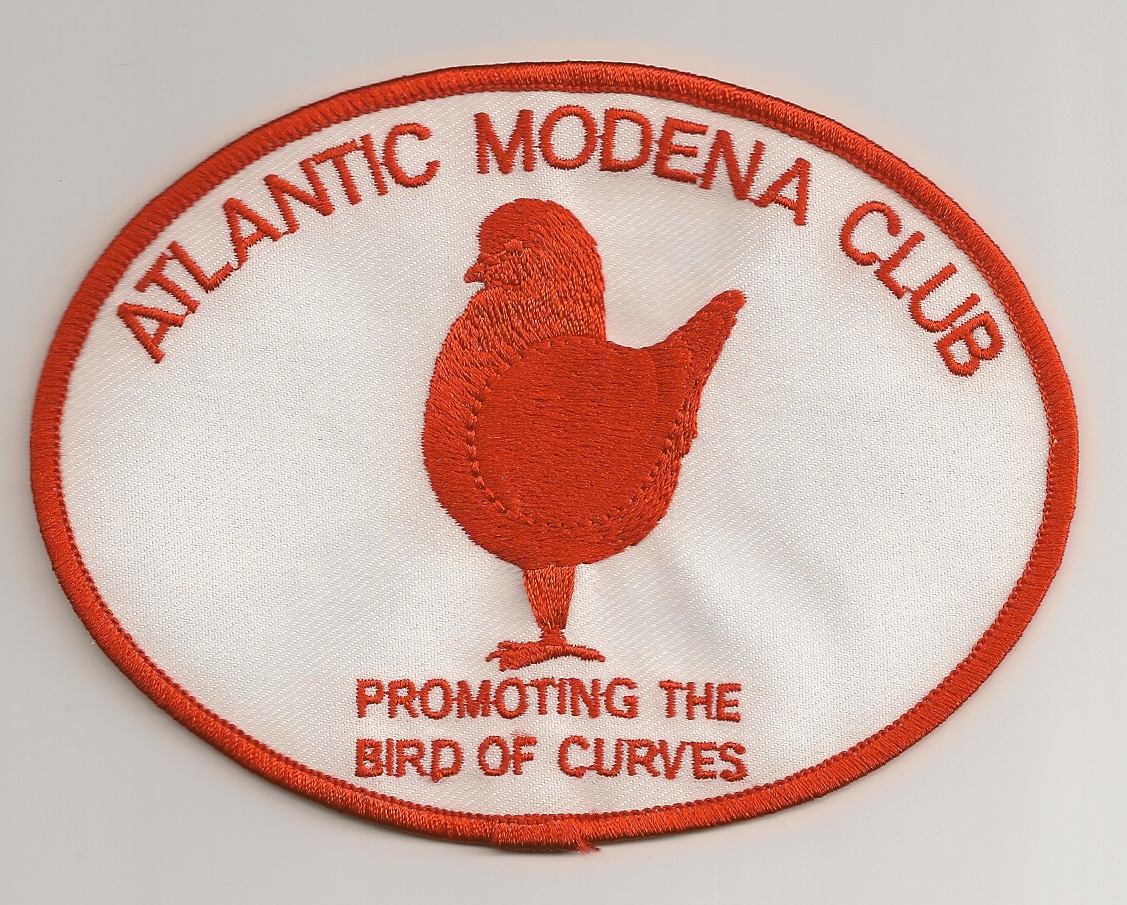 ATLANTIC MODENA CLUB
PROMOTING THE
BIRD OF CURVES